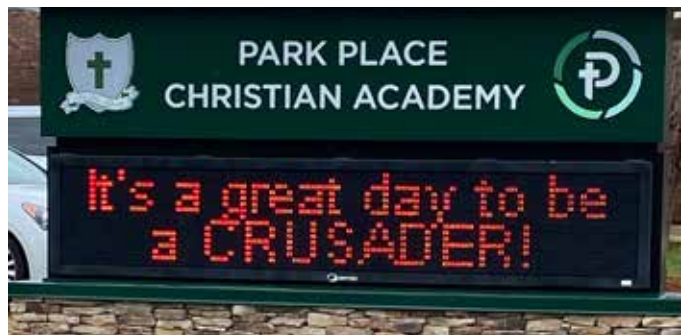 PARK PLACE
CHRISTIAN ACADEMY
It's a great day to be
a CRUSADER!